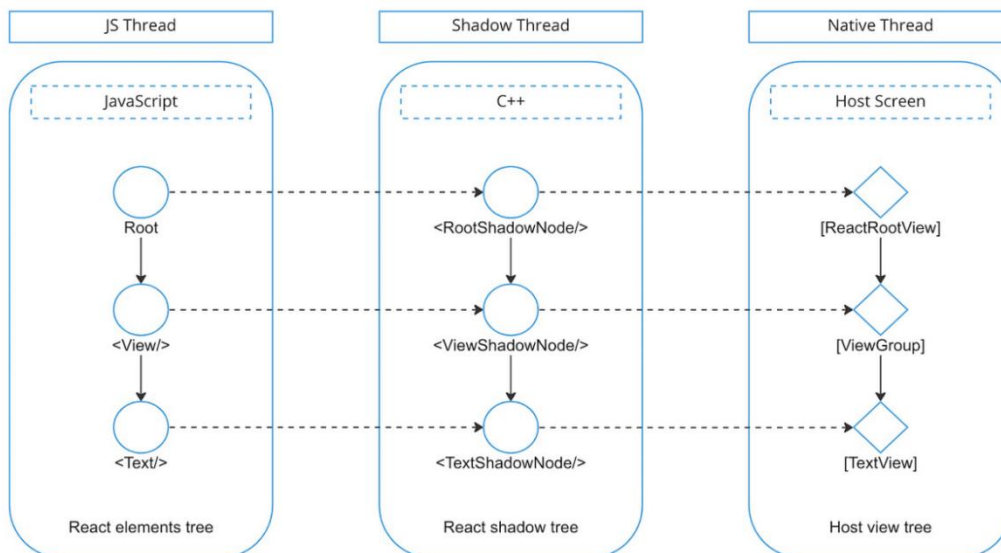 JS Thread
Shadow Thread
Native Thread
JavaScript
C++
Host Screen
Root
<RootShadowNode/>
[ReactRootView]
<View/>
<ViewShadowNode/>
[ViewGroup]
<Text/>
<TextShadowNode/>
[TextView]
React elements tree
React shadow tree
Host view tree